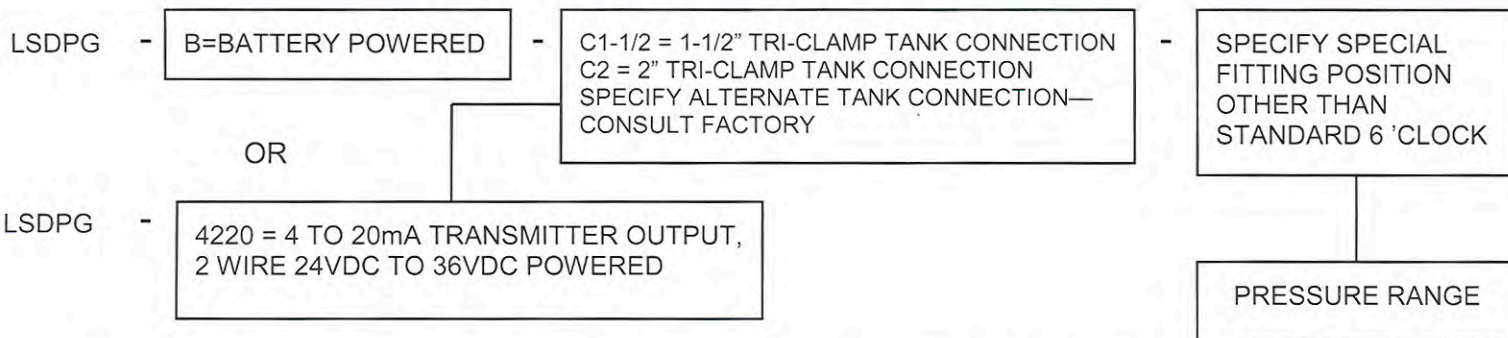 LSDPG - B=BATTERY POWERED -
C1-1/2 = 1-1/2" TRI-CLAMP TANK CONNECTION
C2 = 2" TRI-CLAMP TANK CONNECTION
SPECIFY ALTERNATE TANK CONNECTION—
CONSULT FACTORY
-
SPECIFY SPECIAL
FITTING POSITION
OTHER THAN
STANDARD 6 'CLOCK
OR
LSDPG -
4220 = 4 TO 20mA TRANSMITTER OUTPUT,
2 WIRE 24VDC TO 36VDC POWERED
PRESSURE RANGE